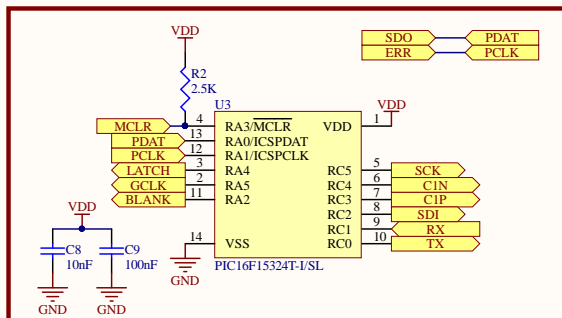 VDD
SDO PDAT
ERR PCLK
R2
2.5K
U3
VDD
MCLR 4 RA3/MCLR VDD 1
PDAT 13 RA0/ICSPDAT
PCLK 12 RA1/ICSPCLK
LATCH 3 RA4 RC5 5 SCK
GCLK 2 RA5 RC4 6 C1N
BLANK 11 RA2 RC3 7 C1P
RC2 8 SDI
RC1 9 RX
14 VSS RC0 10 TX
VDD
C8 C9
10nF 100nF
PIC16F15324T-I/SL
GND
GND GND